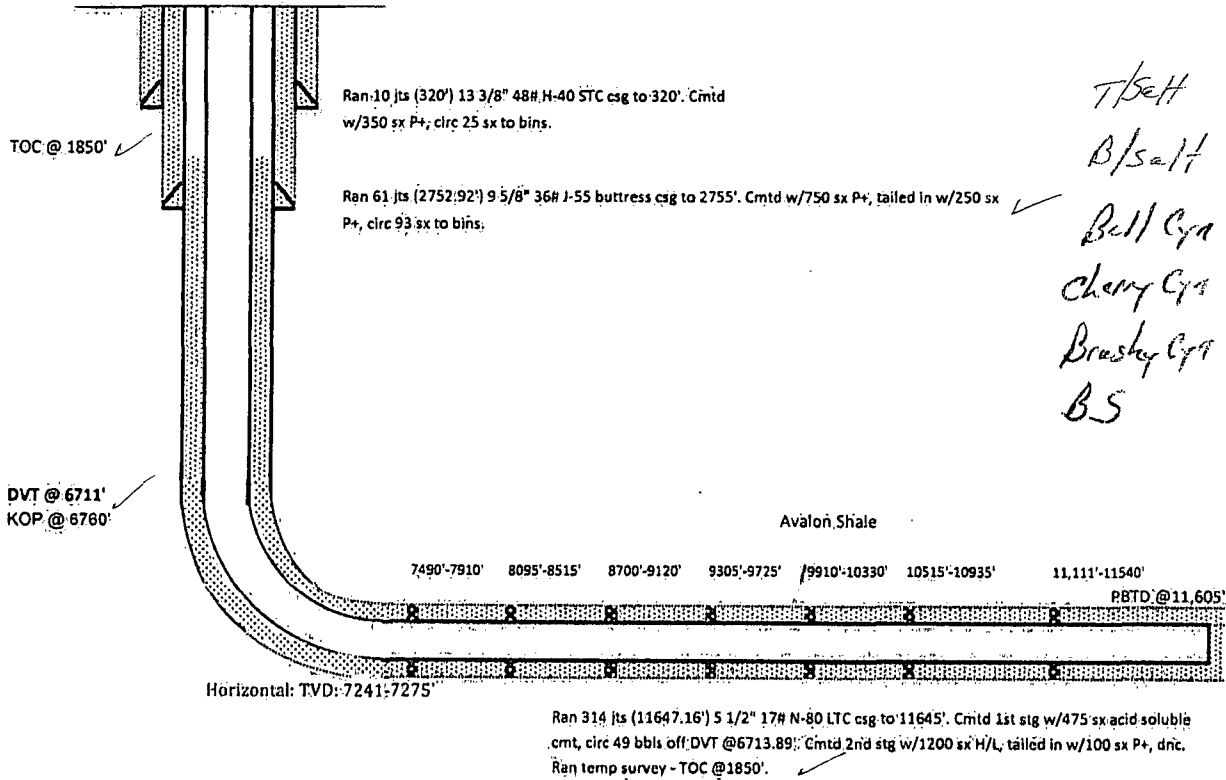 Ran 10 jts (320') 13 3/8" 48# H-40 STC csg to 320'. Cmtd
w/350 sx P+, circ 25 sx to bins.
TOC @ 1850'
Ran 61 jts (2752.92') 9 5/8" 36# J-55 buttress csg to 2755'. Cmtd w/750 sx P+, tailed in w/250 sx
P+, circ 93 sx to bins.
T/Salt
B/Salt
Bell Cyn
Cherry Cyn
Brushy Cyn
BS
DVT @ 6711'
KOP @ 6760'
Avalon Shale
7490'-7910' 8095'-8515' 8700'-9120' 9305'-9725' 9910'-10330' 10515'-10935' 11,111'-11540'
PBTD @11,605'
Horizontal: TVD: 7241-7275'
Ran 314 jts (11647.16') 5 1/2" 17# N-80 LTC csg to 11645'. Cmtd 1st stg w/475 sx acid soluble
cmt, circ 49 bbls off DVT @6713.89'. Cmtd 2nd stg w/1200 sx H/L, tailed in w/100 sx P+, dnc.
Ran temp survey - TOC @1850'.